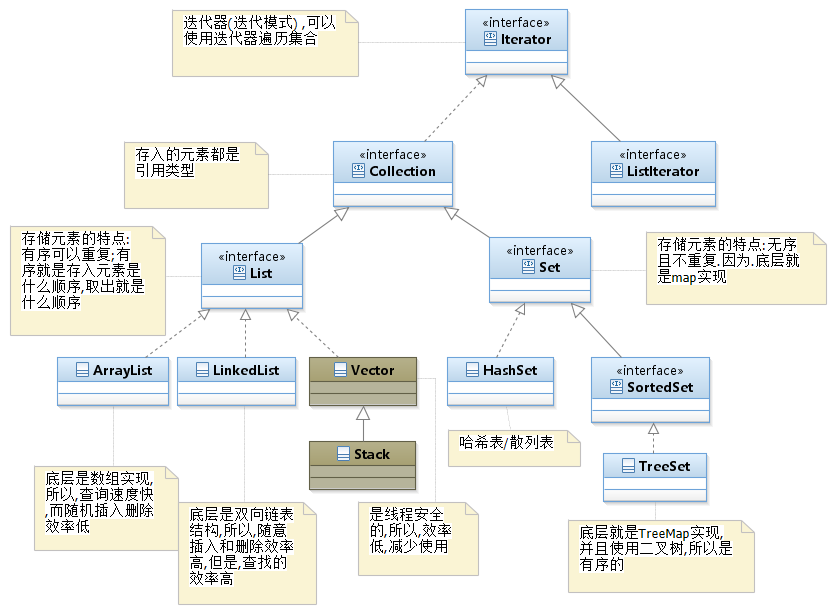 迭代器(迭代模式) ,可以
使用迭代器遍历集合
«interface»
Iterator
存入的元素都是
引用类型
«interface»
Collection
«interface»
ListIterator
存储元素的特点:
有序可以重复;有
序就是存入元素是
什么顺序,取出就是
什么顺序
«interface»
List
«interface»
Set
存储元素的特点:无序
且不重复.因为.底层就
是map实现
ArrayList
LinkedList
Vector
HashSet
«interface»
SortedSet
Stack
哈希表/散列表
TreeSet
底层是数组实现,
所以,查询速度快
,而随机插入删除
效率低
底层是双向链表
结构,所以,随意
插入和删除效率
高,但是,查找的
效率高
是线程安全
的,所以,效率
低,减少使用
底层就是TreeMap实现,
并且使用二叉树,所以是
有序的